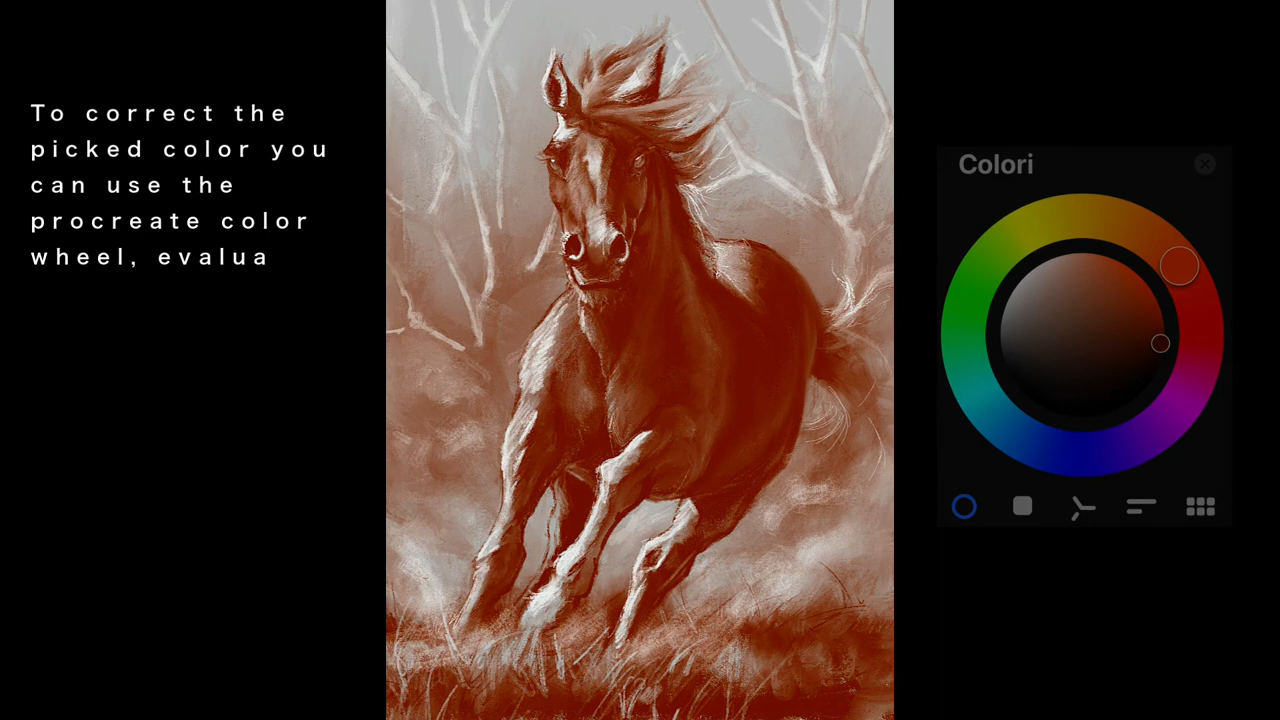 To correct the
picked color you
can use the
procreate color
wheel, evalua
Colori